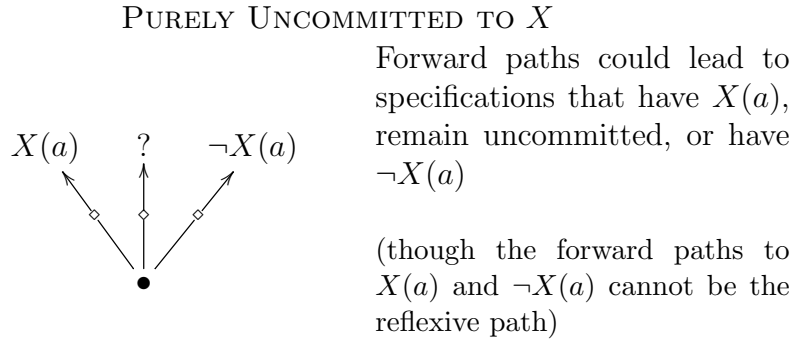 PURELY UNCOMMITTED TO X
Forward paths could lead to
specifications that have X(a),
remain uncommitted, or have
¬X(a)
X(a) ? ¬X(a)
(though the forward paths to
X(a) and ¬X(a) cannot be the
reflexive path)